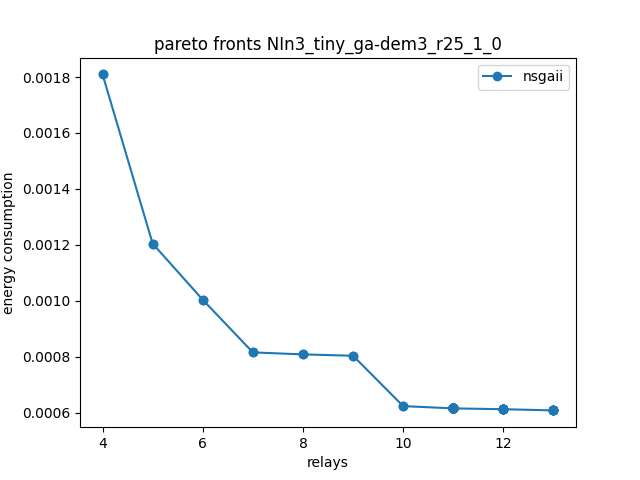 pareto fronts NIn3_tiny_ga-dem3_r25_1_0
nsgaii
energy consumption
0.0018
0.0016
0.0014
0.0012
0.0010
0.0008
0.0006
4 6 8 10 12
relays